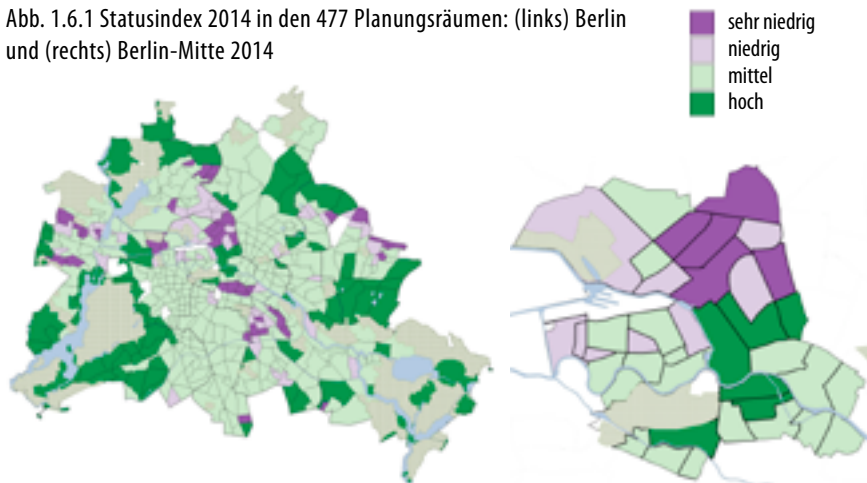 Abb. 1.6.1 Statusindex 2014 in den 477 Planungsräumen: (links) Berlin
und (rechts) Berlin-Mitte 2014
sehr niedrig
niedrig
mittel
hoch